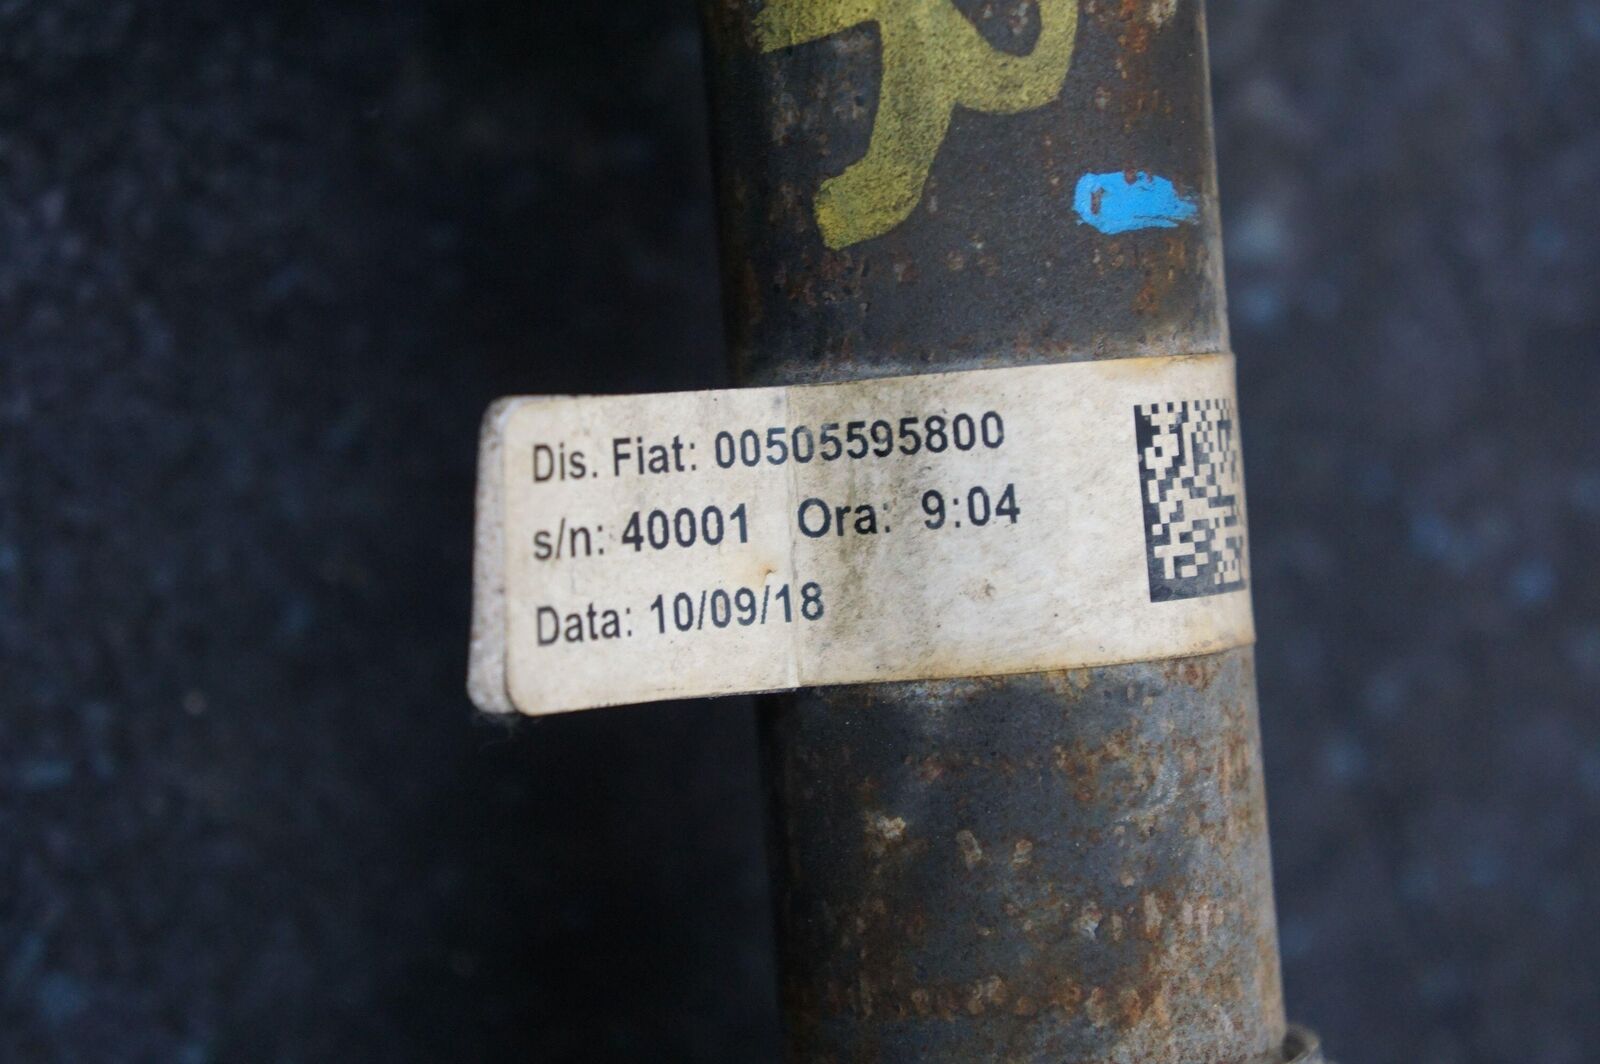 Dis. Fiat: 00505595800
s/n: 40001 Ora: 9:04
Data: 10/09/18